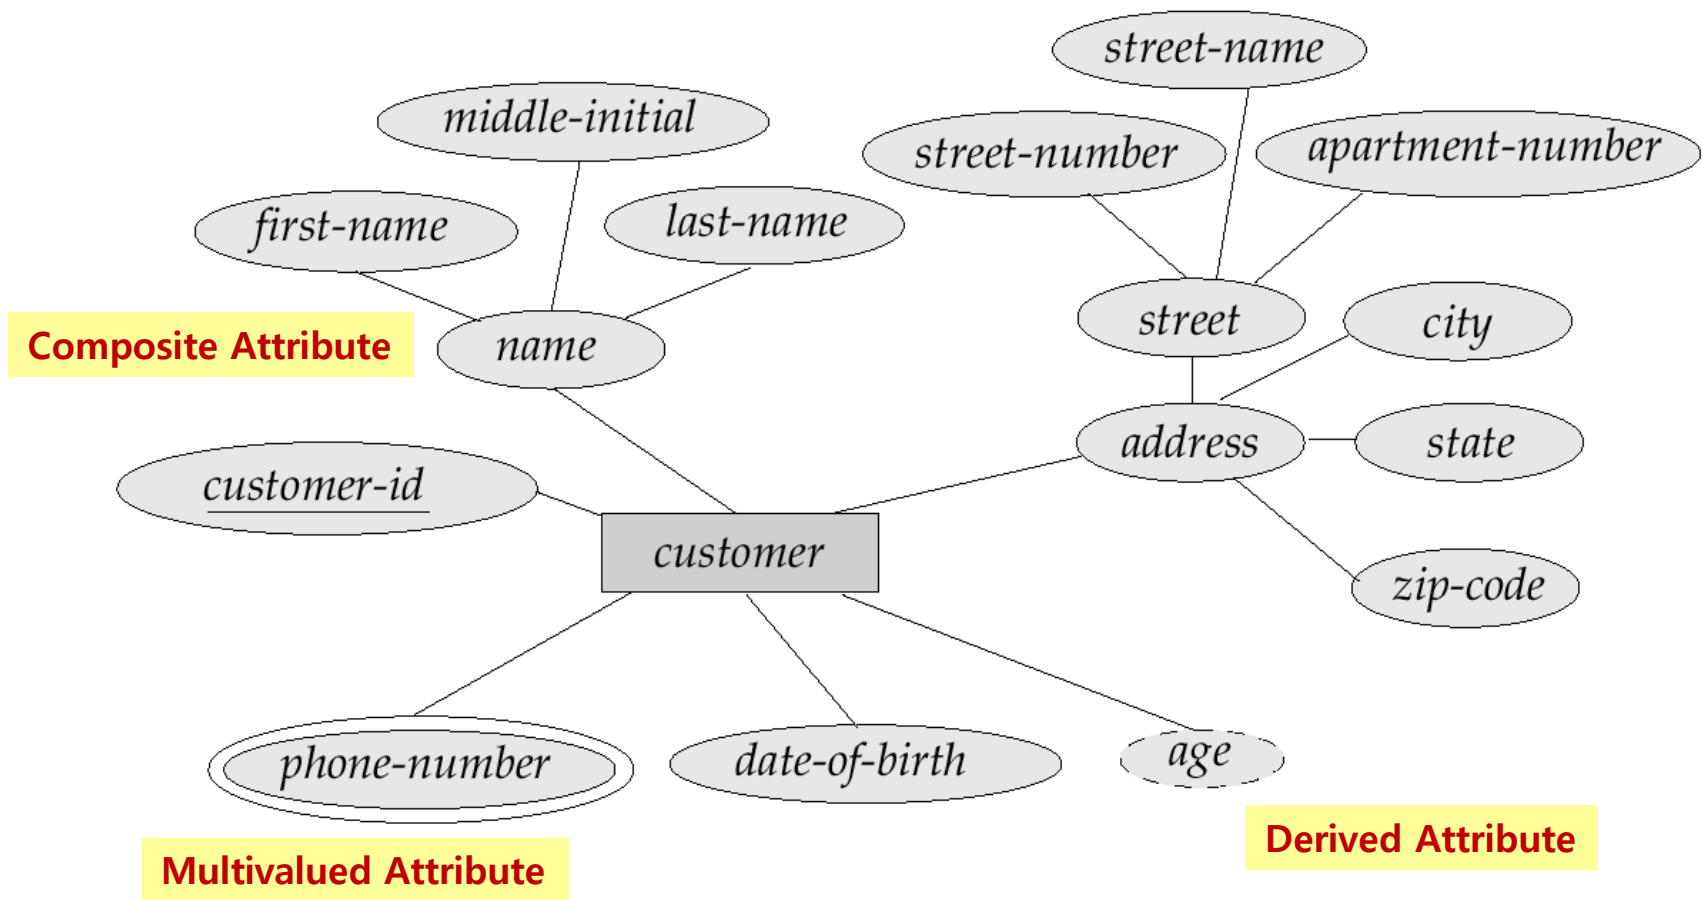 street-name
middle-initial
street-number
apartment-number
first-name
last-name
Composite Attribute
name
street
city
customer-id
address
state
customer
zip-code
phone-number
date-of-birth
age
Multivalued Attribute
Derived Attribute